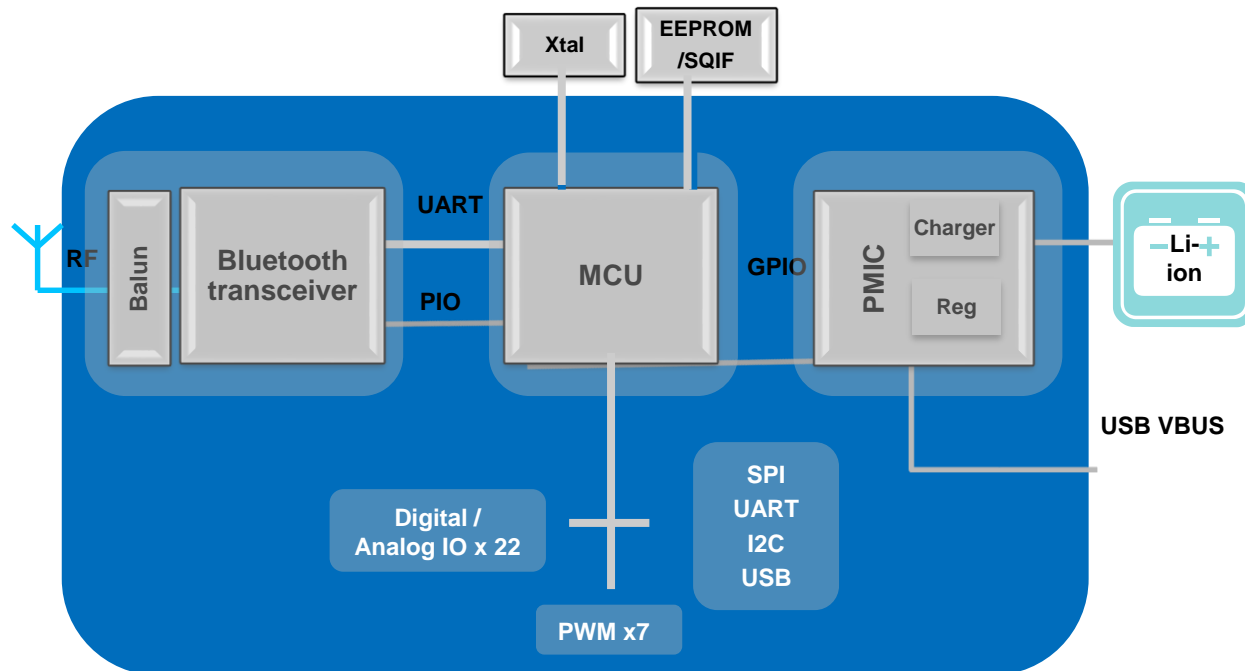 Xtal
EEPROM
/SQIF
RF
Balun
Bluetooth
transceiver
UART
PIO
MCU
GPIO
PMIC
Charger
Reg
Li-
ion
USB VBUS
Digital /
Analog IO x 22
SPI
UART
I2C
USB
PWM x7